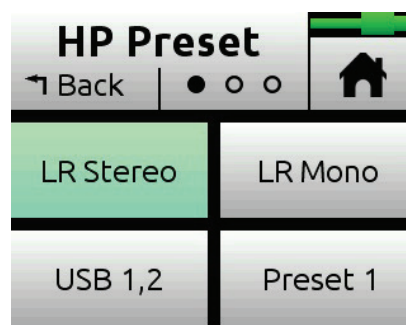 HP Preset
Back
LR Stereo
LR Mono
USB 1,2
Preset 1